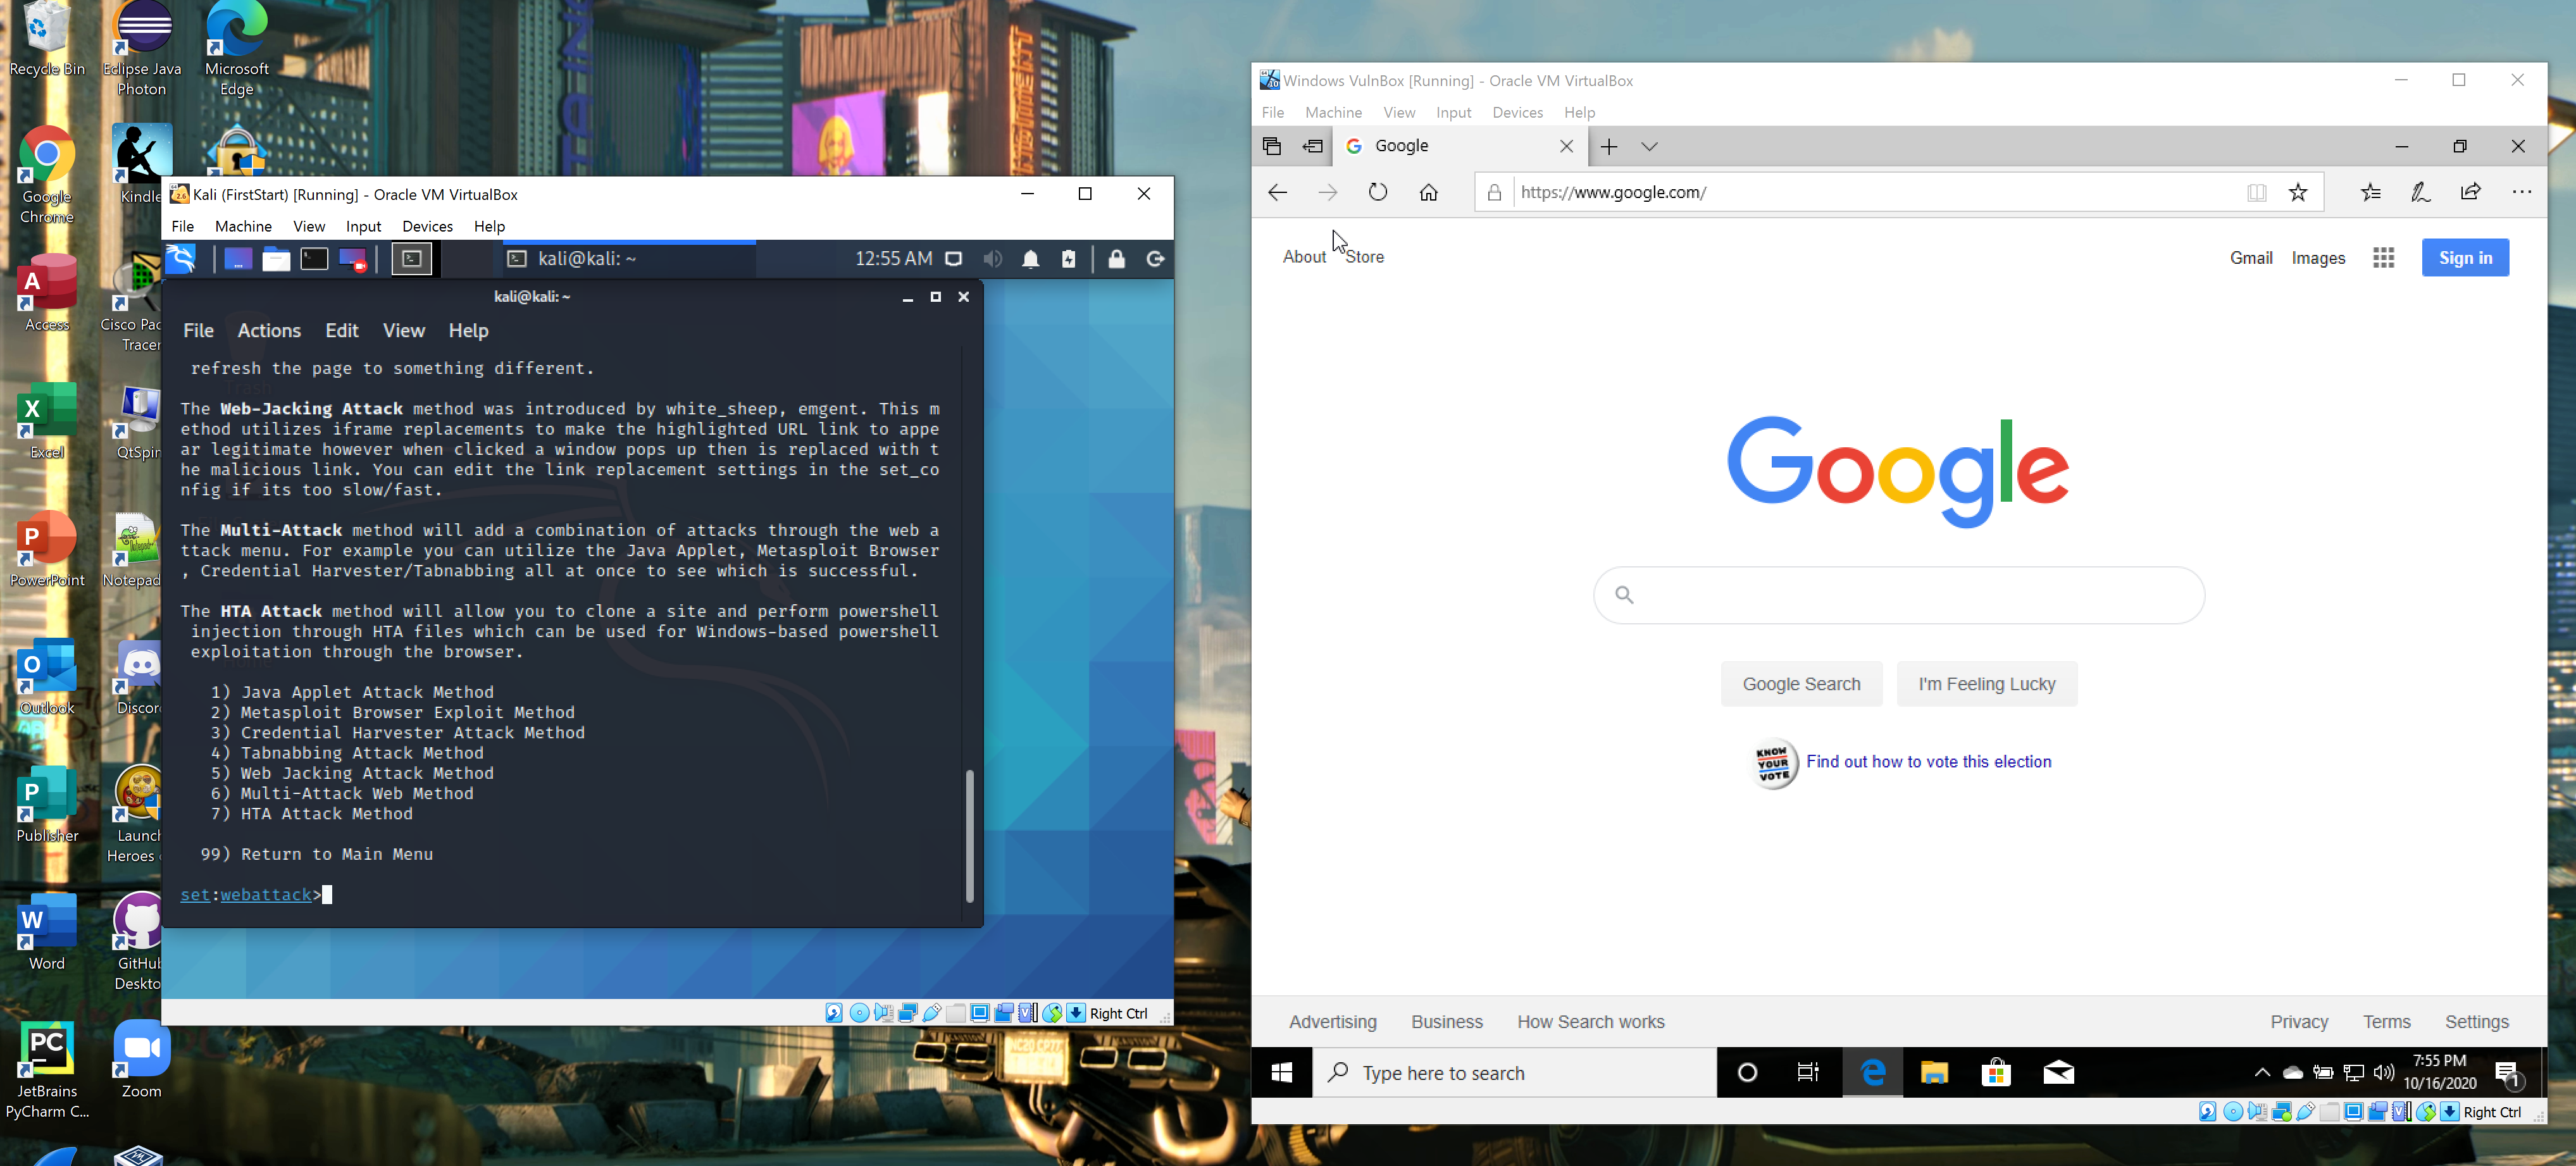 Recycle Bin
Eclipse Java
Photon
Microsoft
Edge
Google
Chrome
Kindle
Access
Cisco Pac
Tracer
Excel
QtSpin
PowerPoint
Notepad
Outlook
Discor
Publisher
Launch
Heroes
Word
GitHub
Deskto
JetBrains
PyCharm C...
Zoom
Kali (FirstStart) [Running] - Oracle VM VirtualBox
File Machine View Input Devices Help
kali@kali: ~
12:55 AM
kali@kali: ~
File Actions Edit View Help
refresh the page to something different.
The Web-Jacking Attack method was introduced by white_sheep, emgent. This m
ethod utilizes iframe replacements to make the highlighted URL link to appe
ar legitimate however when clicked a window pops up then is replaced with t
he malicious link. You can edit the link replacement settings in the set_co
nfig if its too slow/fast.
The Multi-Attack method will add a combination of attacks through the web a
ttack menu. For example you can utilize the Java Applet, Metasploit Browser
, Credential Harvester/Tabnabbing all at once to see which is successful.
The HTA Attack method will allow you to clone a site and perform powershell
injection through HTA files which can be used for Windows-based powershell
exploitation through the browser.
1) Java Applet Attack Method
2) Metasploit Browser Exploit Method
3) Credential Harvester Attack Method
4) Tabnabbing Attack Method
5) Web Jacking Attack Method
6) Multi-Attack Web Method
7) HTA Attack Method
99) Return to Main Menu
set:webattack>
Right Ctrl
Windows VulnBox [Running] - Oracle VM VirtualBox
File Machine View Input Devices Help
Google
https://www.google.com/
About Store
Gmail Images Sign in
Google
Google Search I'm Feeling Lucky
KNOW
YOUR
VOTE
Find out how to vote this election
Advertising Business How Search works
Privacy Terms Settings
Type here to search
7:55 PM
10/16/2020
1
Right Ctrl